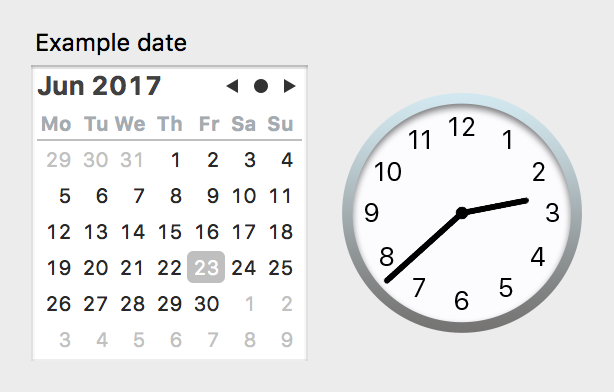 Example date
Jun 2017
Mo Tu We Th Fr Sa Su
29 30 31 1 2 3 4
5 6 7 8 9 10 11
12 13 14 15 16 17 18
19 20 21 22 23 24 25
26 27 28 29 30 1 2
3 4 5 6 7 8 9
12
11 1
10 2
9 3
8 4
7 5
6